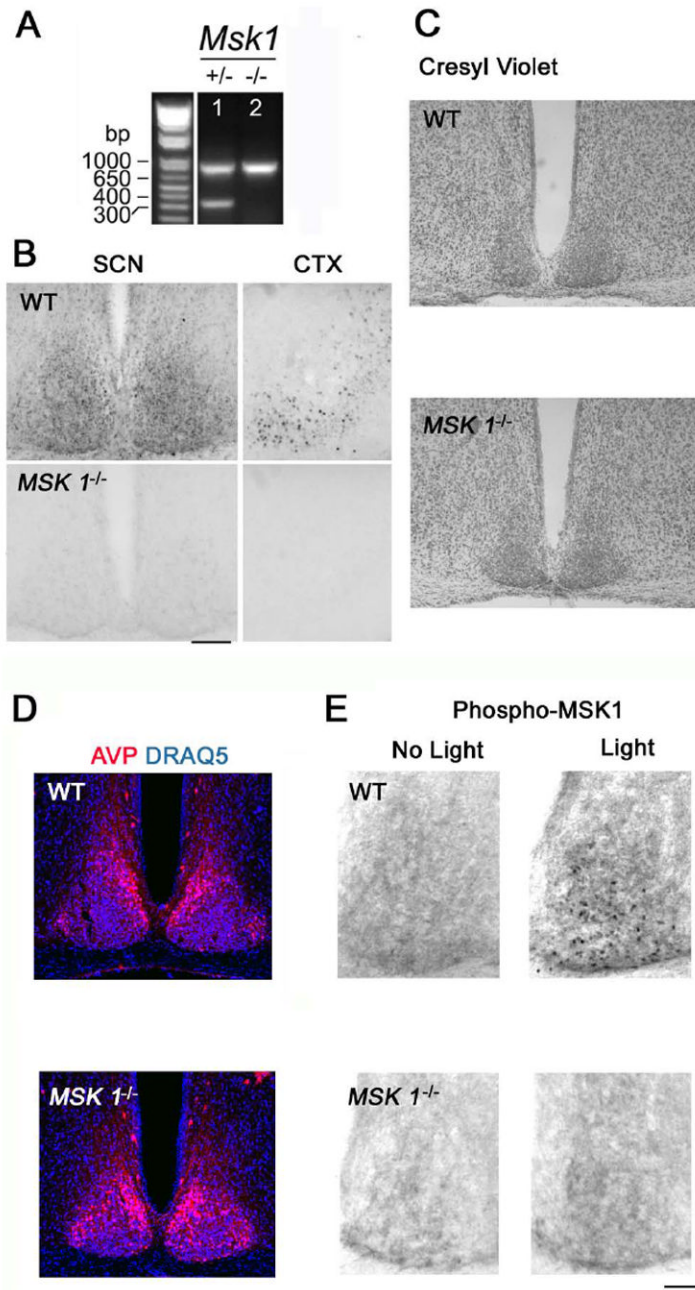 A
Msk1
+/- -/-
1 2
bp
1000
650
400
300
B
SCN CTX
WT
MSK 1-/-
C
Cresyl Violet
WT
MSK 1-/-
D
AVP DRAQ5
WT
MSK 1-/-
E
Phospho-MSK1
No Light Light
WT
MSK 1-/-